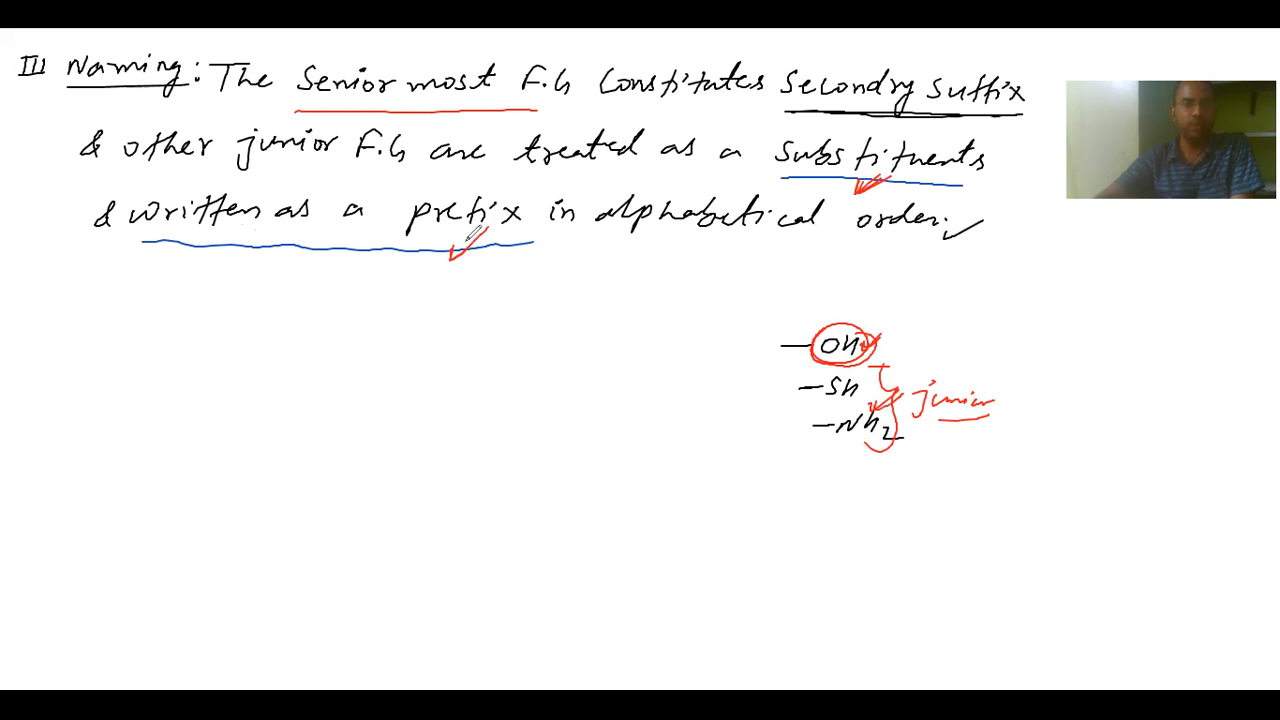 III Naming: The Senior most F.G Constitutes Secondry Suffix
& other junior F.G are treated as a Substituents
& written as a prefix in alphabetical order.
—OH
—SH
junior
—NH2